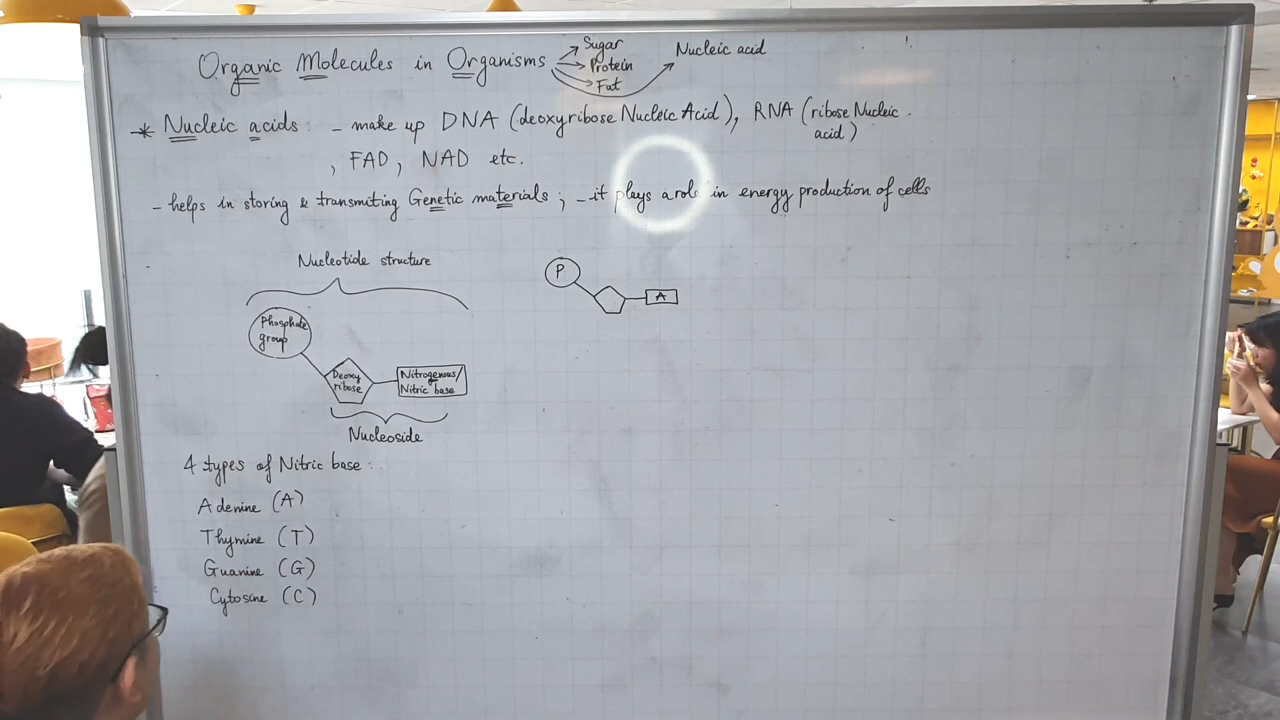 Organic Molecules in Organisms
Sugar
Protein
Fat
Nucleic acid
* Nucleic acids : - make up DNA (deoxyribose Nucleic Acid), RNA (ribose Nucleic
acid)
, FAD, NAD etc.
- helps in storing & transmiting Genetic materials ; - it plays a role in energy production of cells
Nucleotide structure
Phosphate
group
Deoxy
ribose
Nitrogenous/
Nitric base
Nucleoside
P
A
4 types of Nitric base :
Adenine (A)
Thymine (T)
Guanine (G)
Cytosine (C)